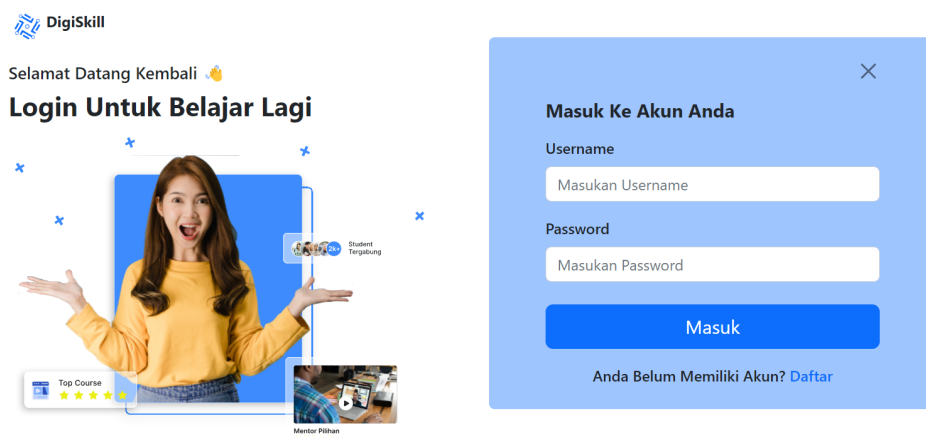 DigiSkill
Selamat Datang Kembali 👋
Login Untuk Belajar Lagi
2k+
Student
Tergabung
Top Course
Mentor Pilihan
Masuk Ke Akun Anda
Username
Masukan Username
Password
Masukan Password
Masuk
Anda Belum Memiliki Akun? Daftar